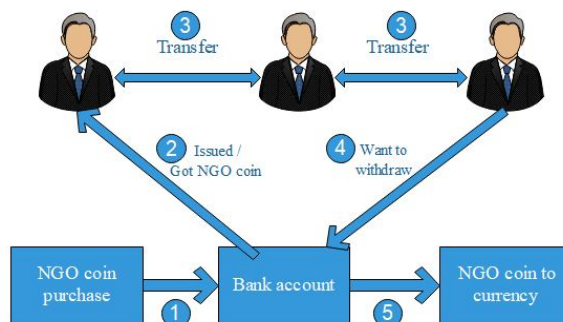 3
Transfer
3
Transfer
2
Issued /
Got NGO coin
4
Want to
withdraw
NGO coin
purchase
1
Bank account
5
NGO coin to
currency